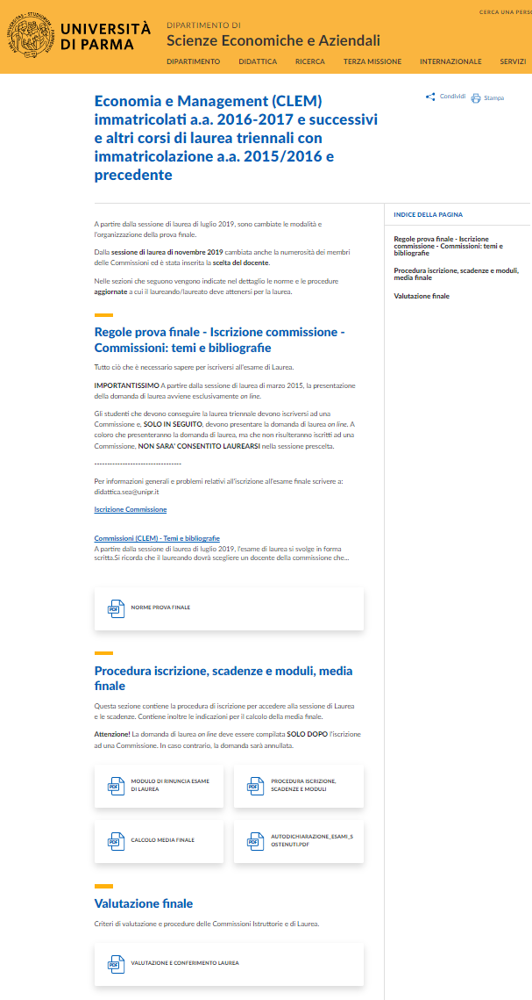 CERCA UNA PERSO
UNIVERSITÀ
DI PARMA
DIPARTIMENTO DI
Scienze Economiche e Aziendali
DIPARTIMENTO DIDATTICA RICERCA TERZA MISSIONE INTERNAZIONALE SERVIZI
Economia e Management (CLEM)
immatricolati a.a. 2016-2017 e successivi
e altri corsi di laurea triennali con
immatricolazione a.a. 2015/2016 e
precedente
Condividi Stampa
A partire dalla sessione di laurea di luglio 2019, sono cambiate le modalità e
l'organizzazione della prova finale.
Dalla sessione di laurea di novembre 2019 cambiata anche la numerosità dei membri
delle Commissioni ed è stata inserita la scelta del docente.
Nelle sezioni che seguono vengono indicate nel dettaglio le norme e le procedure
aggiornate a cui il laureando/laureato deve attenersi per la laurea.
INDICE DELLA PAGINA
Regole prova finale - Iscrizione
commissione - Commissioni: temi e
bibliografie
Procedura iscrizione, scadenze e moduli,
media finale
Valutazione finale
Regole prova finale - Iscrizione commissione -
Commissioni: temi e bibliografie
Tutto ciò che è necessario sapere per iscriversi all'esame di Laurea.
IMPORTANTISSIMO A partire dalla sessione di laurea di marzo 2015, la presentazione
della domanda di laurea avviene esclusivamente on line.
Gli studenti che devono conseguire la laurea triennale devono iscriversi ad una
Commissione e, SOLO IN SEGUITO, devono presentare la domanda di laurea on line. A
coloro che presenteranno la domanda di laurea, ma che non risulteranno iscritti ad una
Commissione, NON SARA' CONSENTITO LAUREARSI nella sessione prescelta.
---------------------------------
Per informazioni generali e problemi relativi all'iscrizione all'esame finale scrivere a:
didattica.sea@unipr.it
Iscrizione Commissione
Commissioni (CLEM) - Temi e bibliografie
A partire dalla sessione di laurea di luglio 2019, l'esame di laurea si svolge in forma
scritta.Si ricorda che il laureando dovrà scegliere un docente della commissione che...
PDF NORME PROVA FINALE
Procedura iscrizione, scadenze e moduli, media
finale
Questa sezione contiene la procedura di iscrizione per accedere alla sessione di Laurea
e le scadenze. Contiene inoltre le indicazioni per il calcolo della media finale.
Attenzione! La domanda di laurea on line deve essere compilata SOLO DOPO l'iscrizione
ad una Commissione. In caso contrario, la domanda sarà annullata.
PDF MODULO DI RINUNCIA ESAME
DI LAUREA
PDF PROCEDURA ISCRIZIONE,
SCADENZE E MODULI
PDF CALCOLO MEDIA FINALE
PDF AUTODICHIARAZIONE_ESAMI_S
OSTENUTI.PDF
Valutazione finale
Criteri di valutazione e procedure delle Commissioni Istruttorie e di Laurea.
PDF VALUTAZIONE E CONFERIMENTO LAUREA